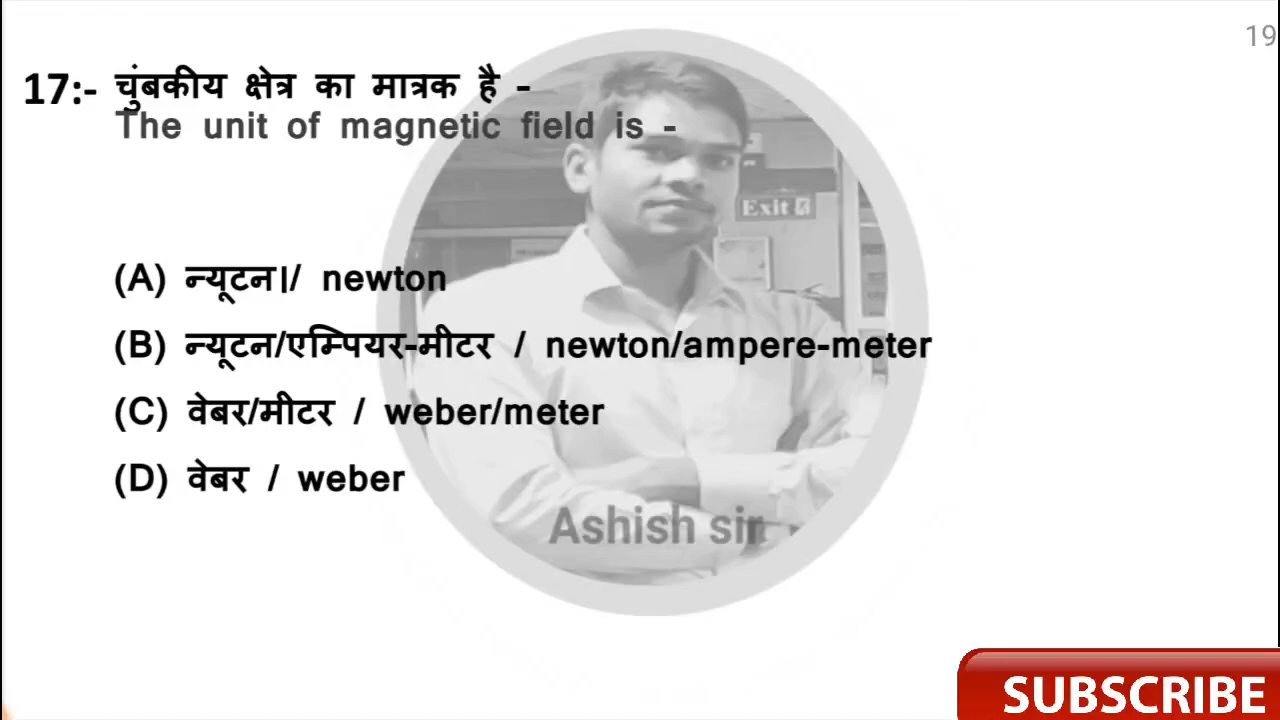 19
17:- चुंबकीय क्षेत्र का मात्रक है -
The unit of magnetic field is -
Exit
(A) न्यूटन।/ newton
(B) न्यूटन/एम्पियर-मीटर / newton/ampere-meter
(C) वेबर/मीटर / weber/meter
(D) वेबर / weber
Ashish sir
SUBSCRIBE